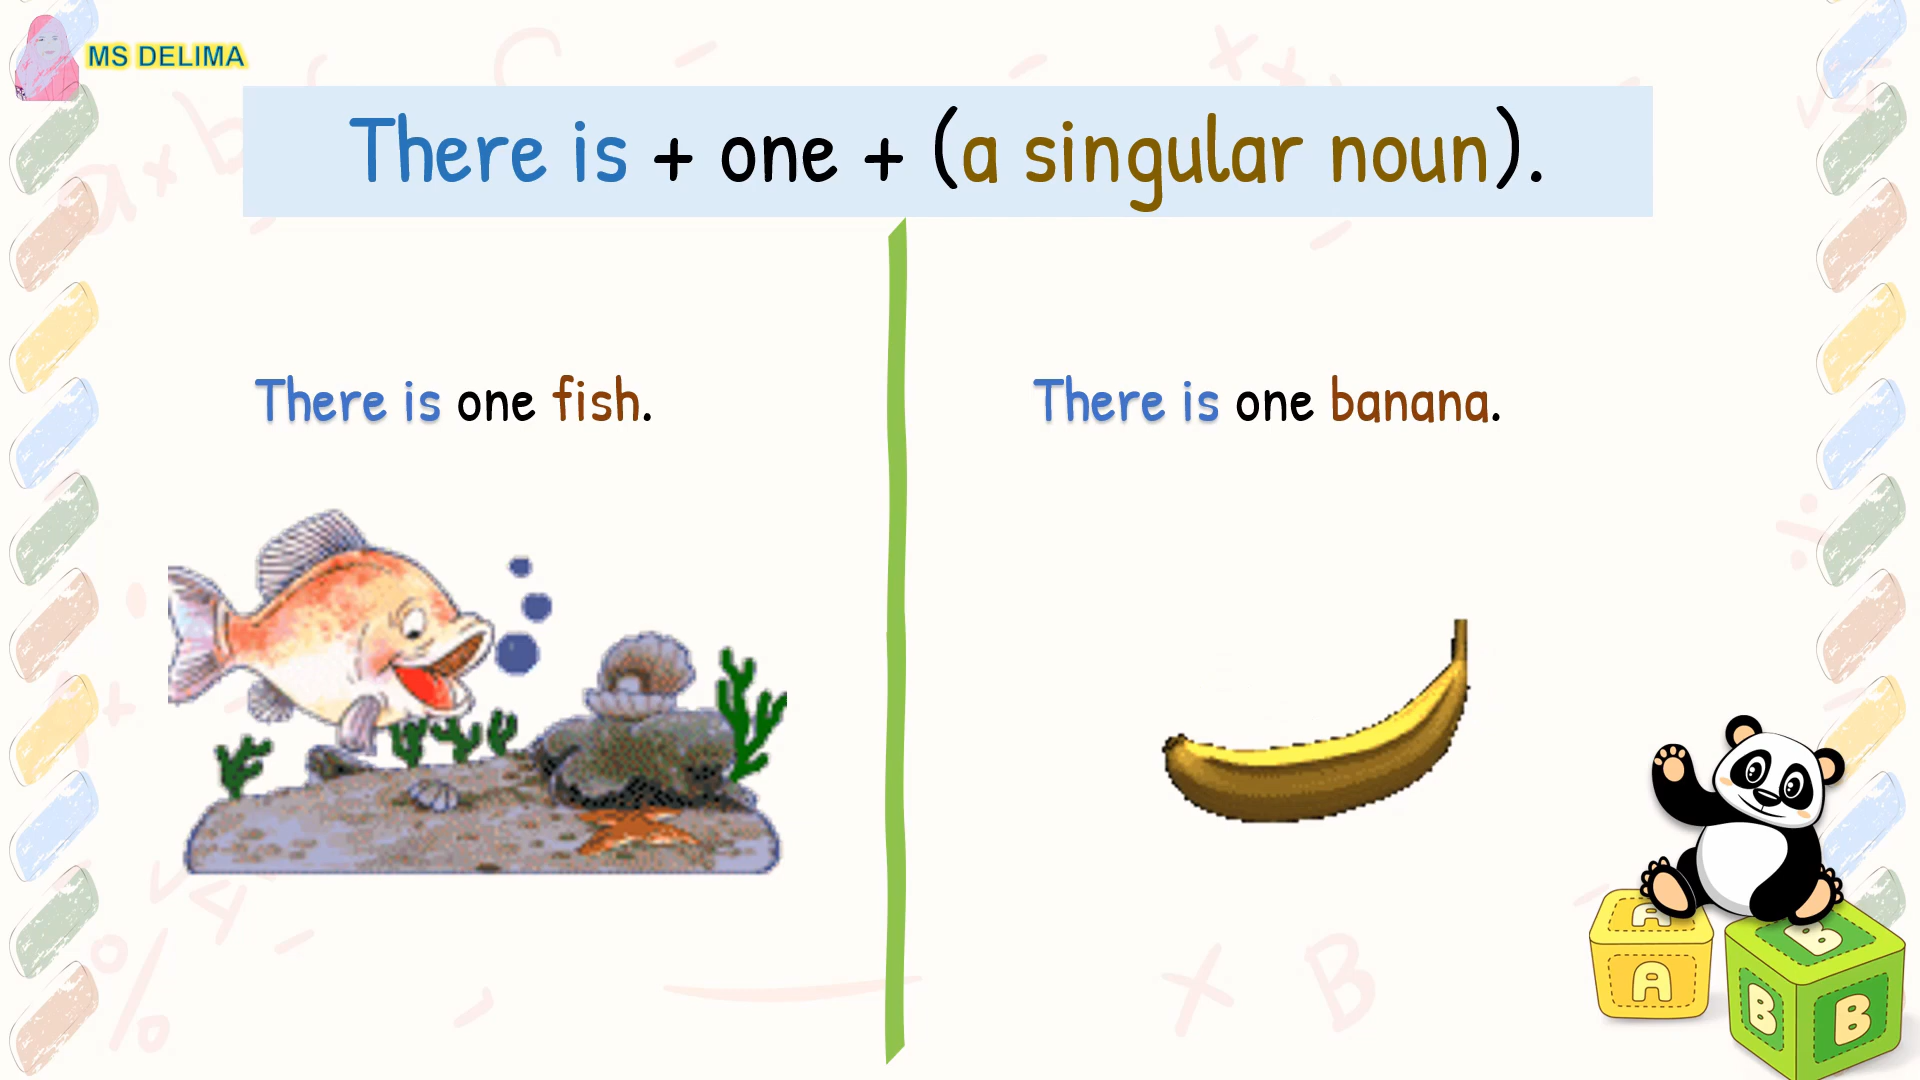 MS DELIMA
There is + one + (a singular noun).
There is one fish.
There is one banana.
A
A
B
B
B